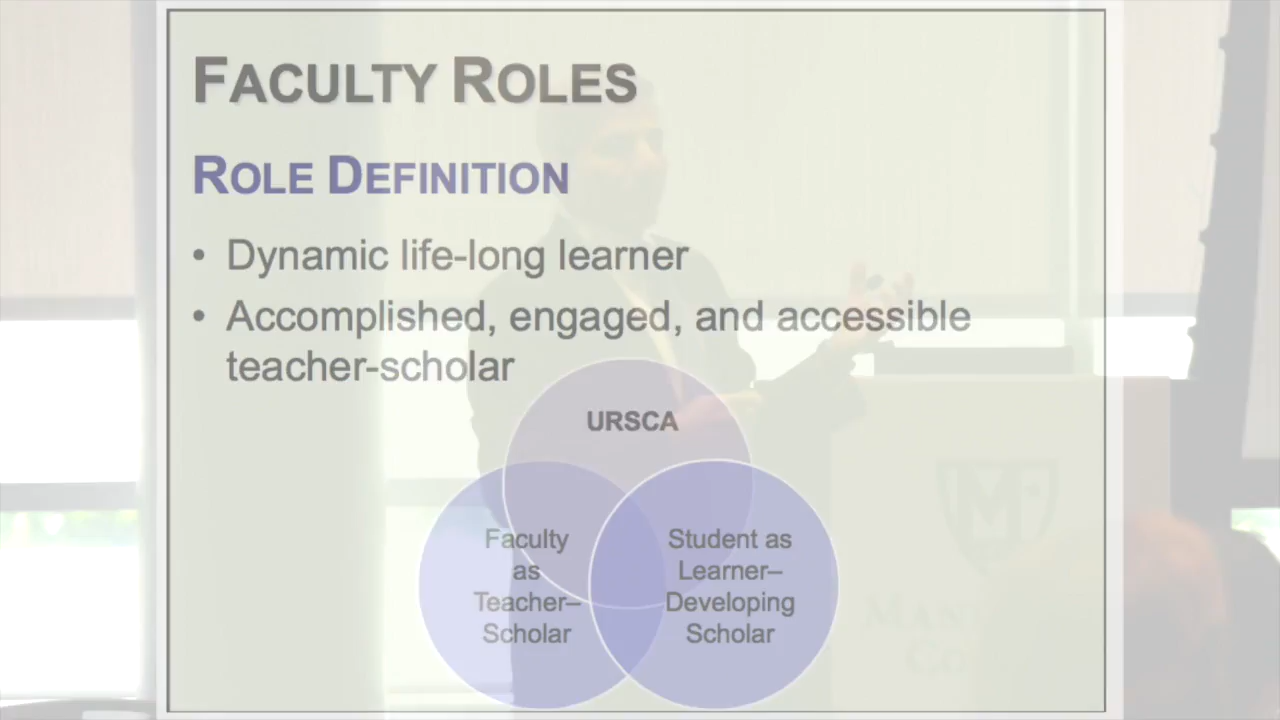 FACULTY ROLES
ROLE DEFINITION
• Dynamic life-long learner
• Accomplished, engaged, and accessible
teacher-scholar
URSCA
Faculty
as
Teacher–
Scholar
Student as
Learner–
Developing
Scholar